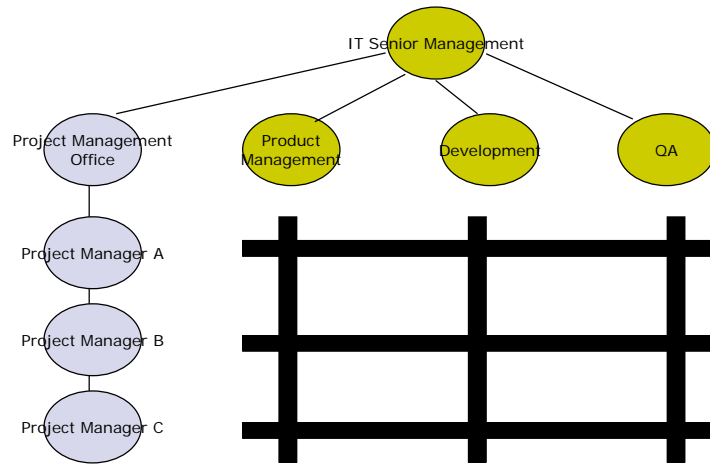 IT Senior Management
Project Management
Office
Product
Management
Development
QA
Project Manager A
Project Manager B
Project Manager C